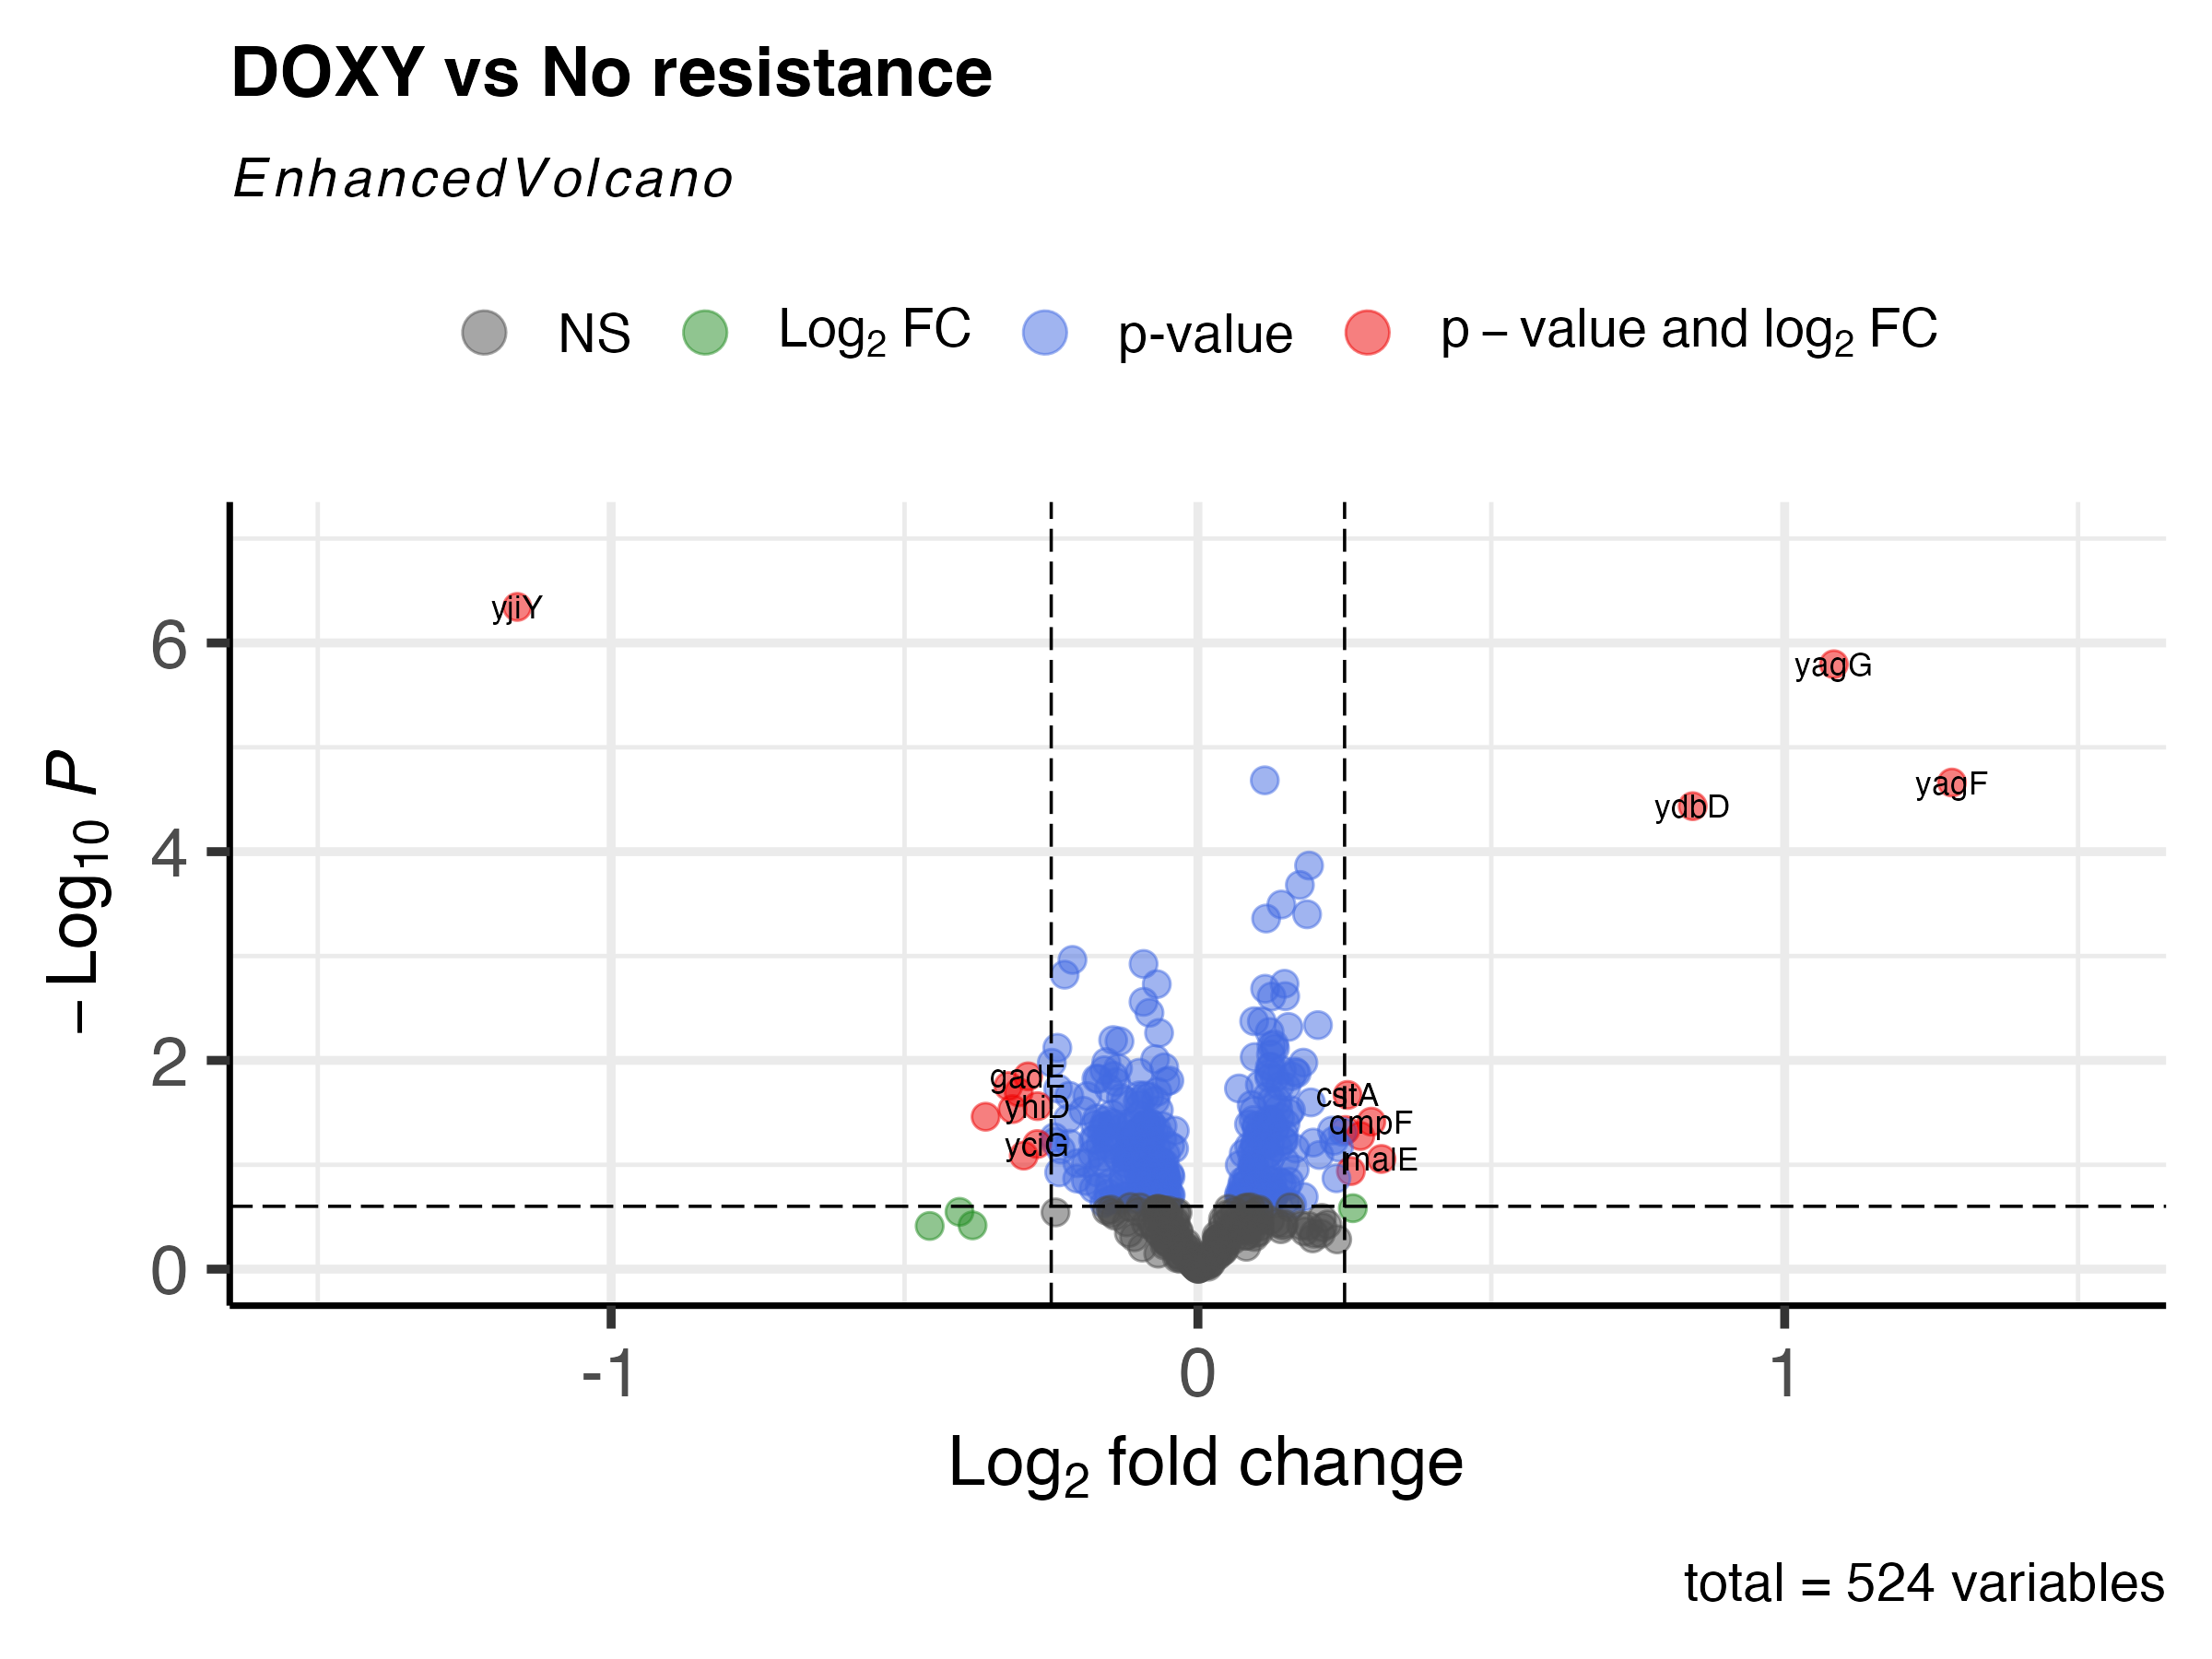 DOXY vs No resistance
EnhancedVolcano
NS Log₂ FC p-value p – value and log₂ FC
yjiY
6
yagG
yagF
ydbD
– Log₁₀ P
4
2
gadE
cstA
yhiD
qmpF
yciG
malE
0
-1 0 1
Log₂ fold change
total = 524 variables